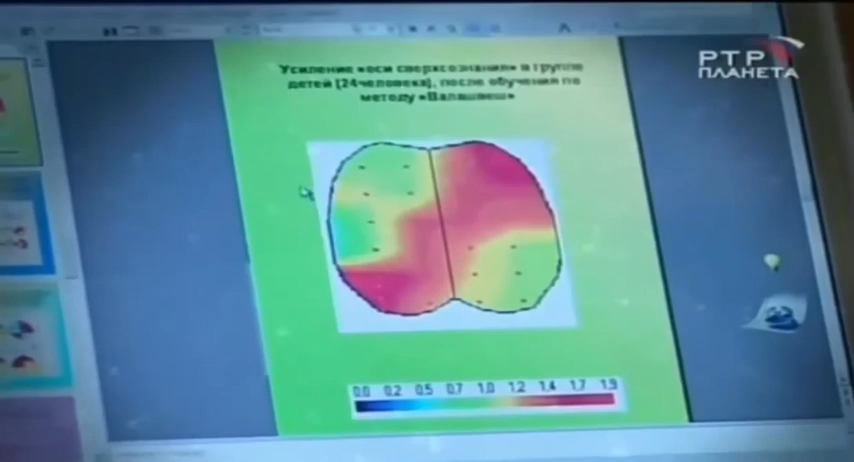 РТР
ПЛАНЕТА
Усиление «оси сверхсознания» в группе
детей (24человека), после обучения по
методу
0,0 0,2 0,5 0,7 1,0 1,2 1,4 1,7 1,9